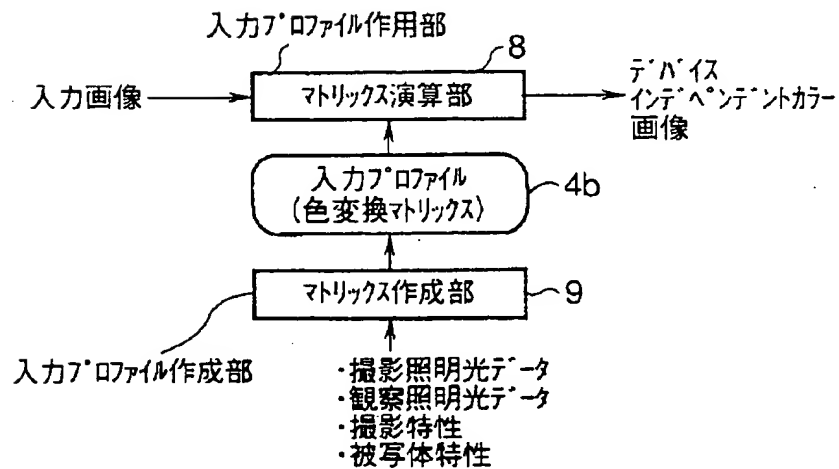 入力プロファイル作用部
8
入力画像
マトリックス演算部
デバイス
インデペンデントカラー
画像
入力プロファイル
(色変換マトリックス)
4b
マトリックス作成部
9
入力プロファイル作成部
・撮影照明光データ
・観察照明光データ
・撮影特性
・被写体特性